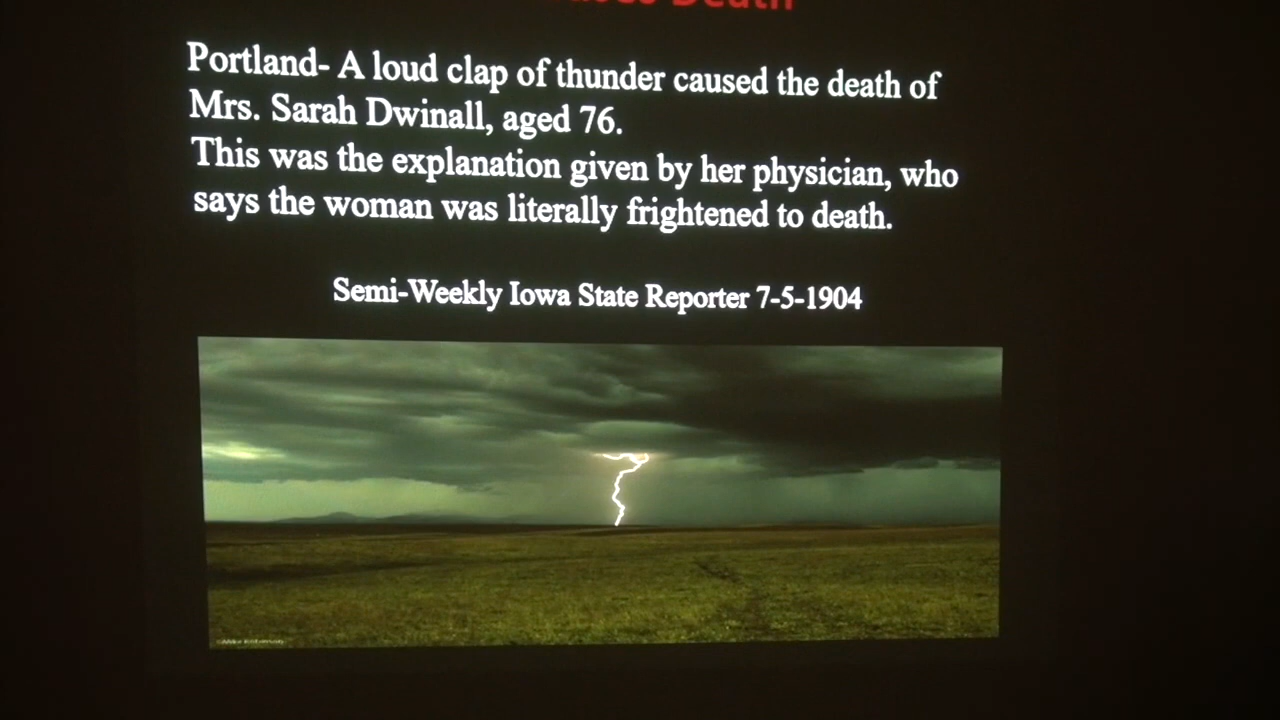 Death
Portland- A loud clap of thunder caused the death of
Mrs. Sarah Dwinall, aged 76.
This was the explanation given by her physician, who
says the woman was literally frightened to death.
Semi-Weekly Iowa State Reporter 7-5-1904